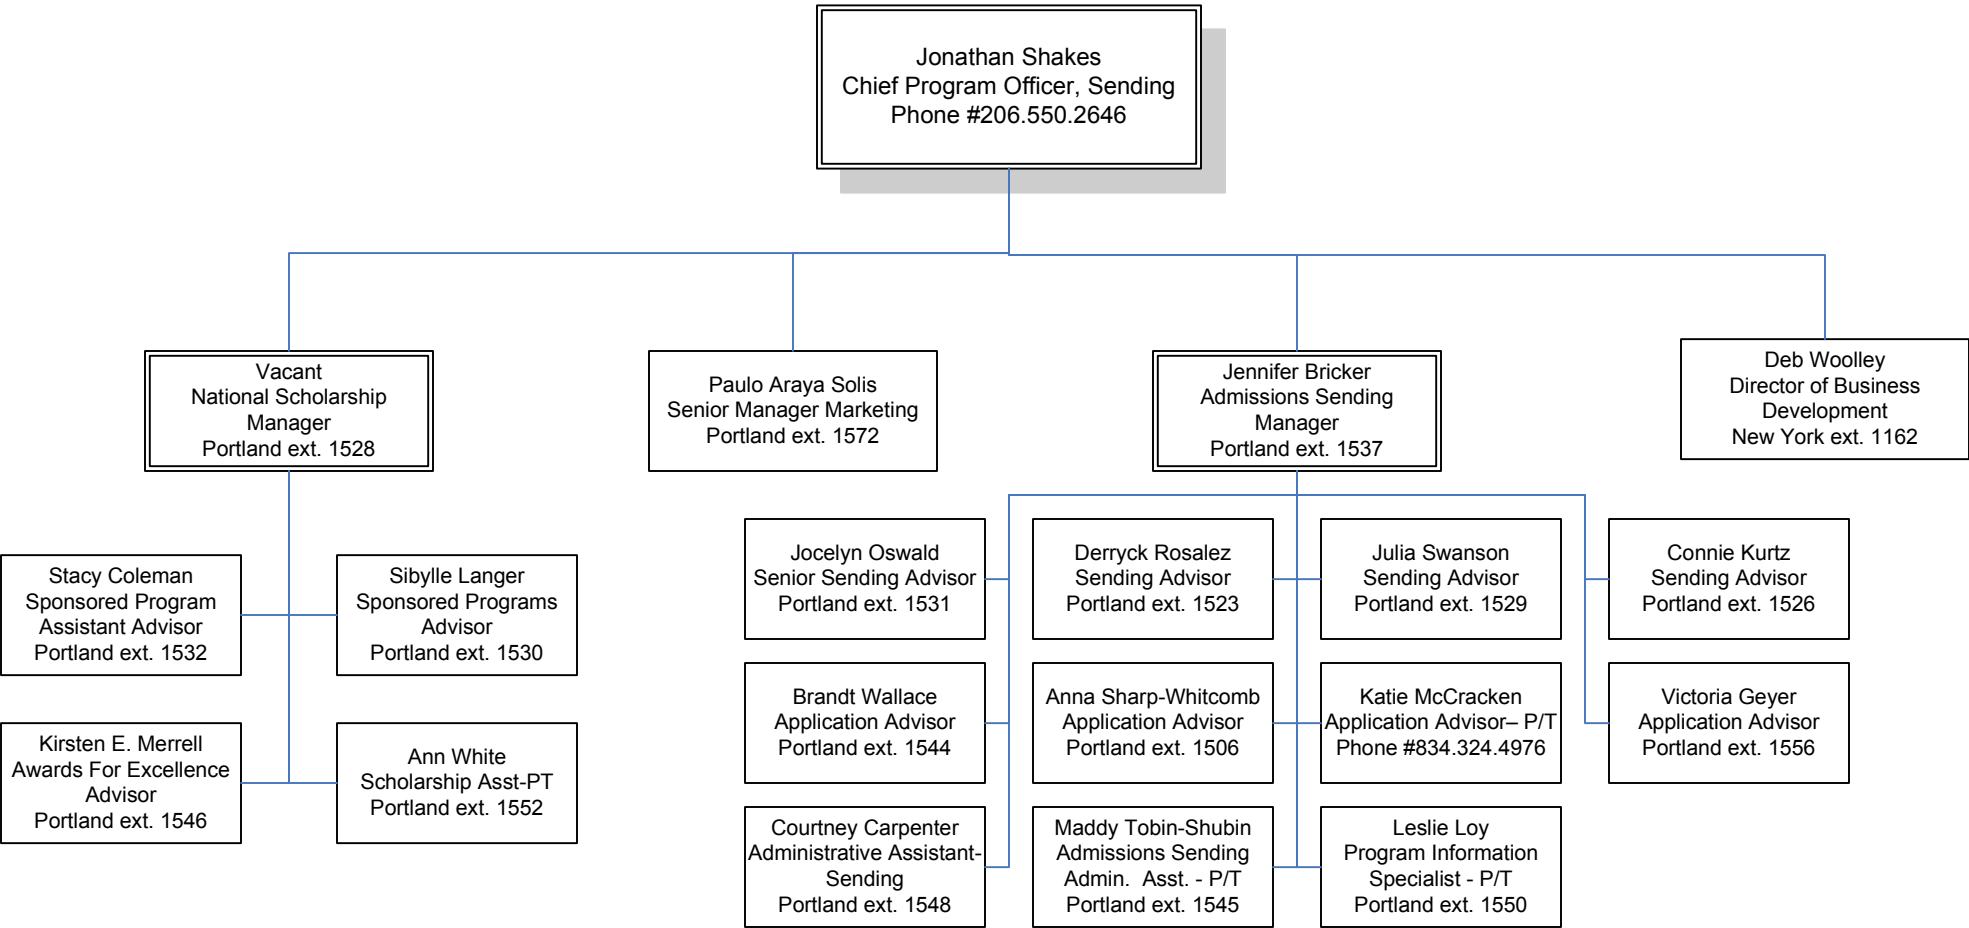 Jonathan Shakes
Chief Program Officer, Sending
Phone #206.550.2646
Vacant
National Scholarship
Manager
Portland ext. 1528
Paulo Araya Solis
Senior Manager Marketing
Portland ext. 1572
Jennifer Bricker
Admissions Sending
Manager
Portland ext. 1537
Deb Woolley
Director of Business
Development
New York ext. 1162
Stacy Coleman
Sponsored Program
Assistant Advisor
Portland ext. 1532
Sibylle Langer
Sponsored Programs
Advisor
Portland ext. 1530
Kirsten E. Merrell
Awards For Excellence
Advisor
Portland ext. 1546
Ann White
Scholarship Asst-PT
Portland ext. 1552
Jocelyn Oswald
Senior Sending Advisor
Portland ext. 1531
Derryck Rosalez
Sending Advisor
Portland ext. 1523
Julia Swanson
Sending Advisor
Portland ext. 1529
Connie Kurtz
Sending Advisor
Portland ext. 1526
Brandt Wallace
Application Advisor
Portland ext. 1544
Anna Sharp-Whitcomb
Application Advisor
Portland ext. 1506
Katie McCracken
Application Advisor– P/T
Phone #834.324.4976
Victoria Geyer
Application Advisor
Portland ext. 1556
Courtney Carpenter
Administrative Assistant-
Sending
Portland ext. 1548
Maddy Tobin-Shubin
Admissions Sending
Admin.  Asst. - P/T
Portland ext. 1545
Leslie Loy
Program Information
Specialist - P/T
Portland ext. 1550